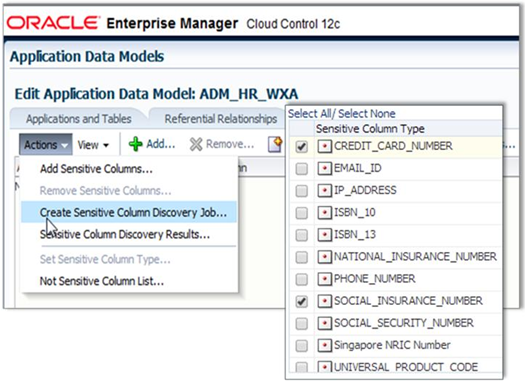 ORACLE Enterprise Manager Cloud Control 12c
Application Data Models
Edit Application Data Model: ADM_HR_WXA
Applications and Tables Referential Relationships
Actions View Add... Remove...
Add Sensitive Columns...
Remove Sensitive Columns...
Create Sensitive Column Discovery Job...
Sensitive Column Discovery Results...
Set Sensitive Column Type...
Not Sensitive Column List...
Select All/ Select None
Sensitive Column Type
CREDIT_CARD_NUMBER
EMAIL_ID
IP_ADDRESS
ISBN_10
ISBN_13
NATIONAL_INSURANCE_NUMBER
PHONE_NUMBER
SOCIAL_INSURANCE_NUMBER
SOCIAL_SECURITY_NUMBER
Singapore NRIC Number
UNIVERSAL_PRODUCT_CODE